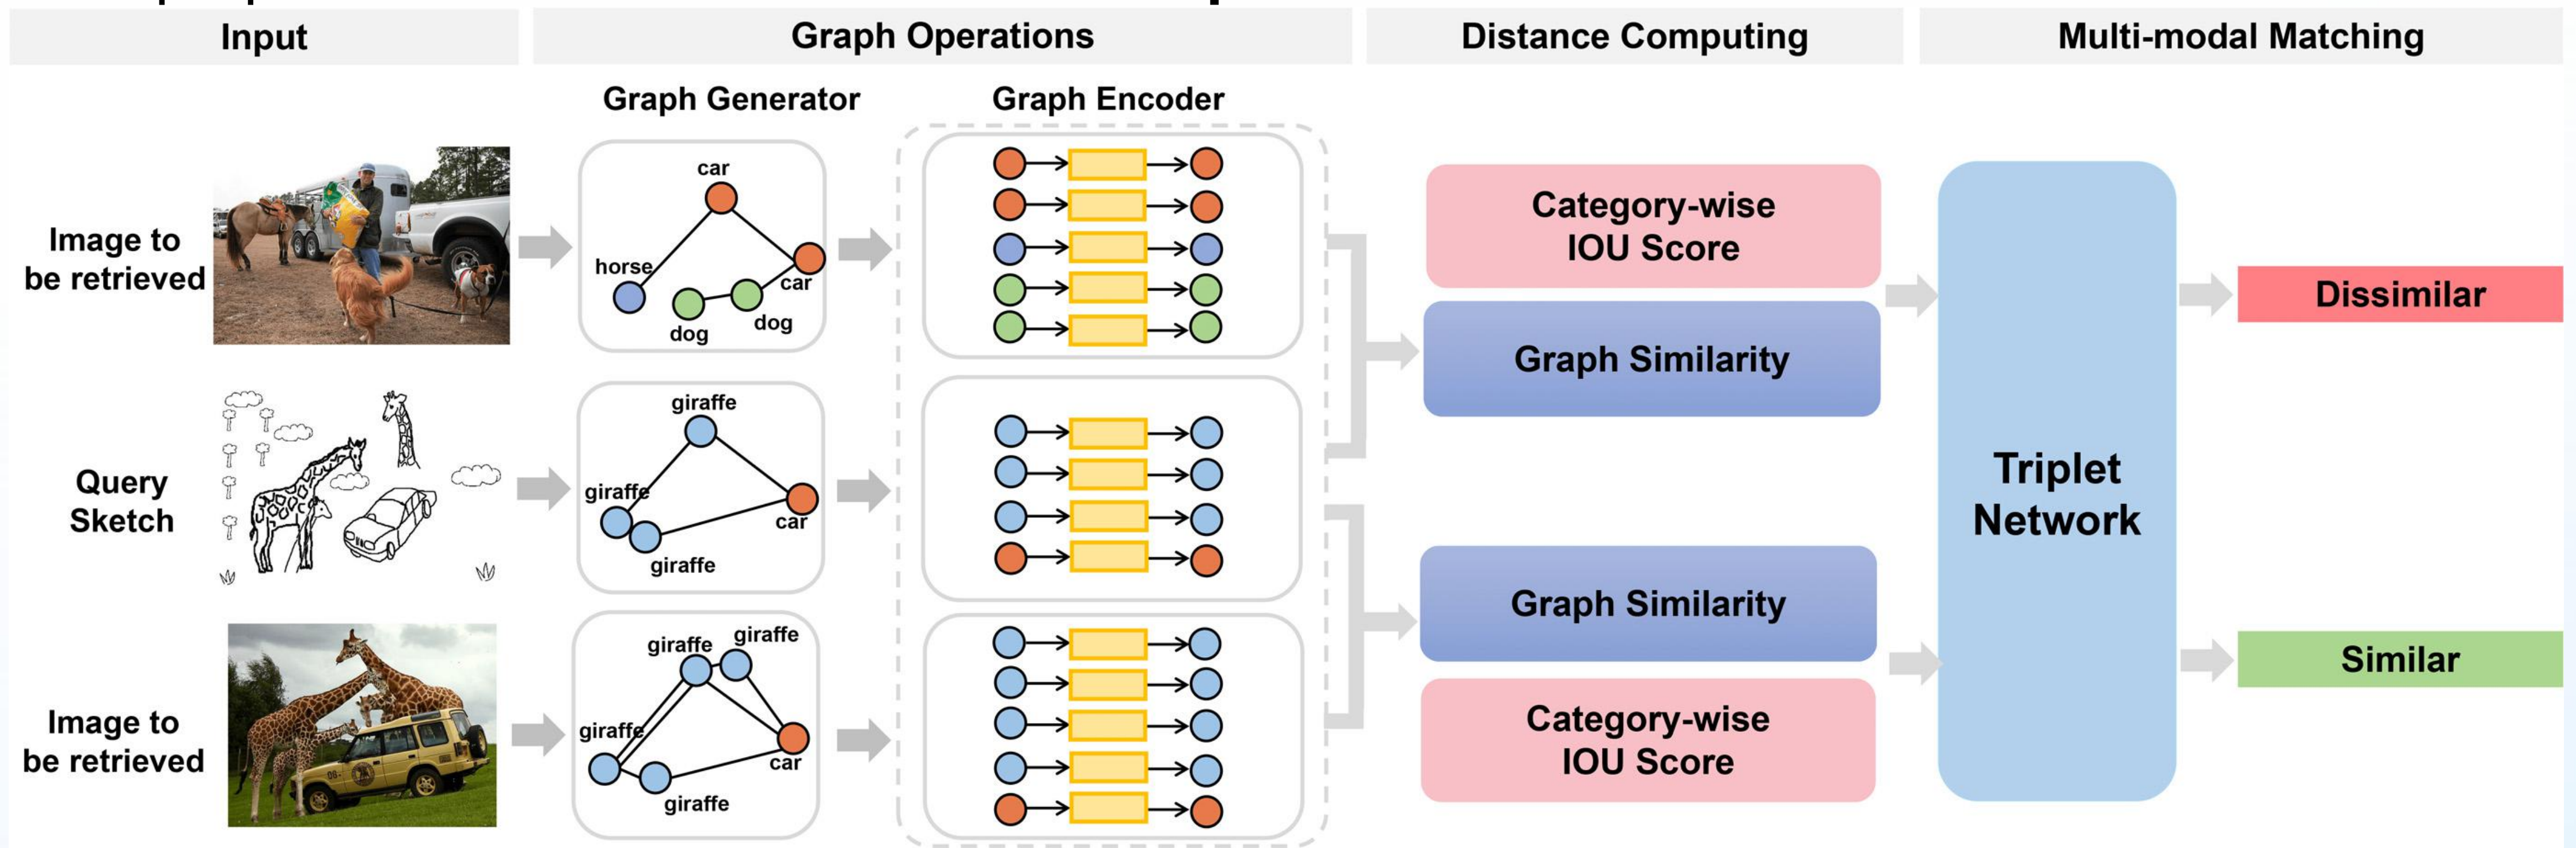 Input
Graph Operations
Distance Computing
Multi-modal Matching
Graph Generator
Graph Encoder
Image to
be retrieved
car
horse
car
dog
dog
Category-wise
IOU Score
Graph Similarity
Dissimilar
Query
Sketch
giraffe
giraffe
car
giraffe
Triplet
Network
Graph Similarity
Similar
Image to
be retrieved
giraffe
giraffe
giraffe
car
giraffe
Category-wise
IOU Score